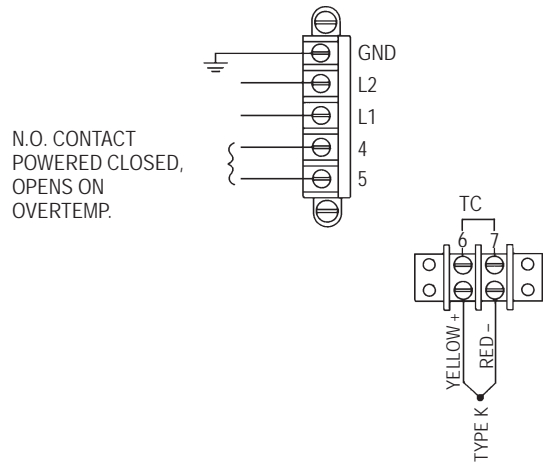 GND
L2
L1
4
5
N.O. CONTACT
POWERED CLOSED,
OPENS ON
OVERTEMP.
TC
6 7
YELLOW +
RED –
TYPE K